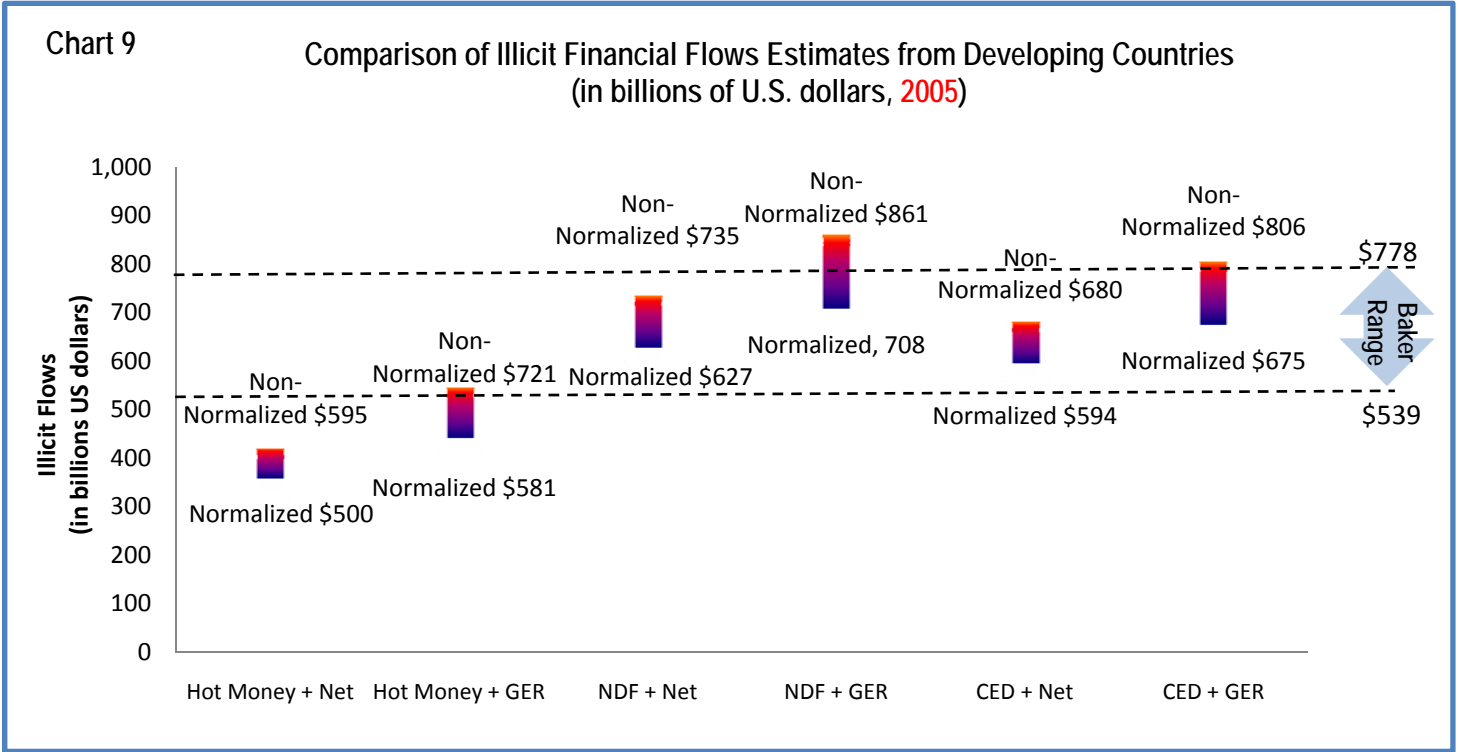 Chart 9
Comparison of Illicit Financial Flows Estimates from Developing Countries
(in billions of U.S. dollars, 2005)
Illicit Flows
(in billions US dollars)
1,000
900
800
700
600
500
400
300
200
100
0
Non-
Normalized $595
Normalized $500
Non-
Normalized $721
Normalized $581
Non-
Normalized $735
Normalized $627
Non-
Normalized $861
Normalized, 708
Non-
Normalized $680
Normalized $594
Non-
Normalized $806
Normalized $675
$778
Baker
Range
$539
Hot Money + Net
Hot Money + GER
NDF + Net
NDF + GER
CED + Net
CED + GER